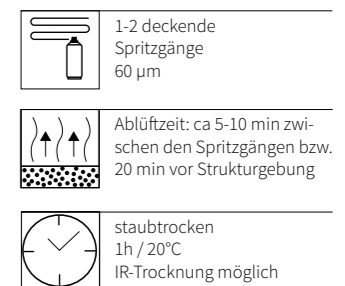 1-2 deckende
Spritzgänge
60 µm
Ablüftzeit: ca 5-10 min zwi-
schen den Spritzgängen bzw.
20 min vor Strukturgebung
staubtrocken
1h / 20°C
IR-Trocknung möglich